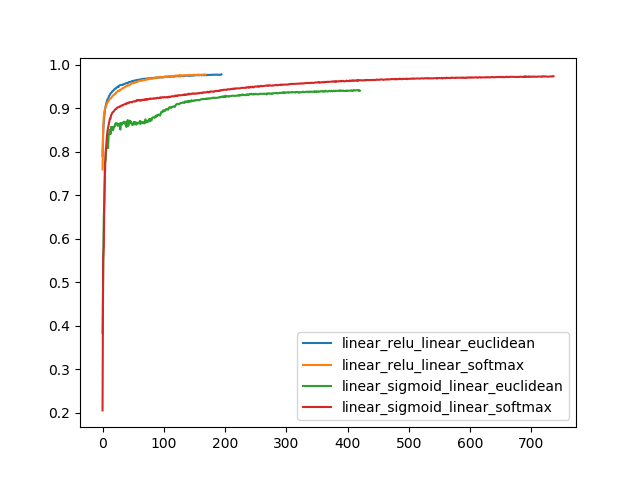 1.0
0.9
0.8
0.7
0.6
0.5
0.4
0.3
0.2
0 100 200 300 400 500 600 700
linear_relu_linear_euclidean
linear_relu_linear_softmax
linear_sigmoid_linear_euclidean
linear_sigmoid_linear_softmax